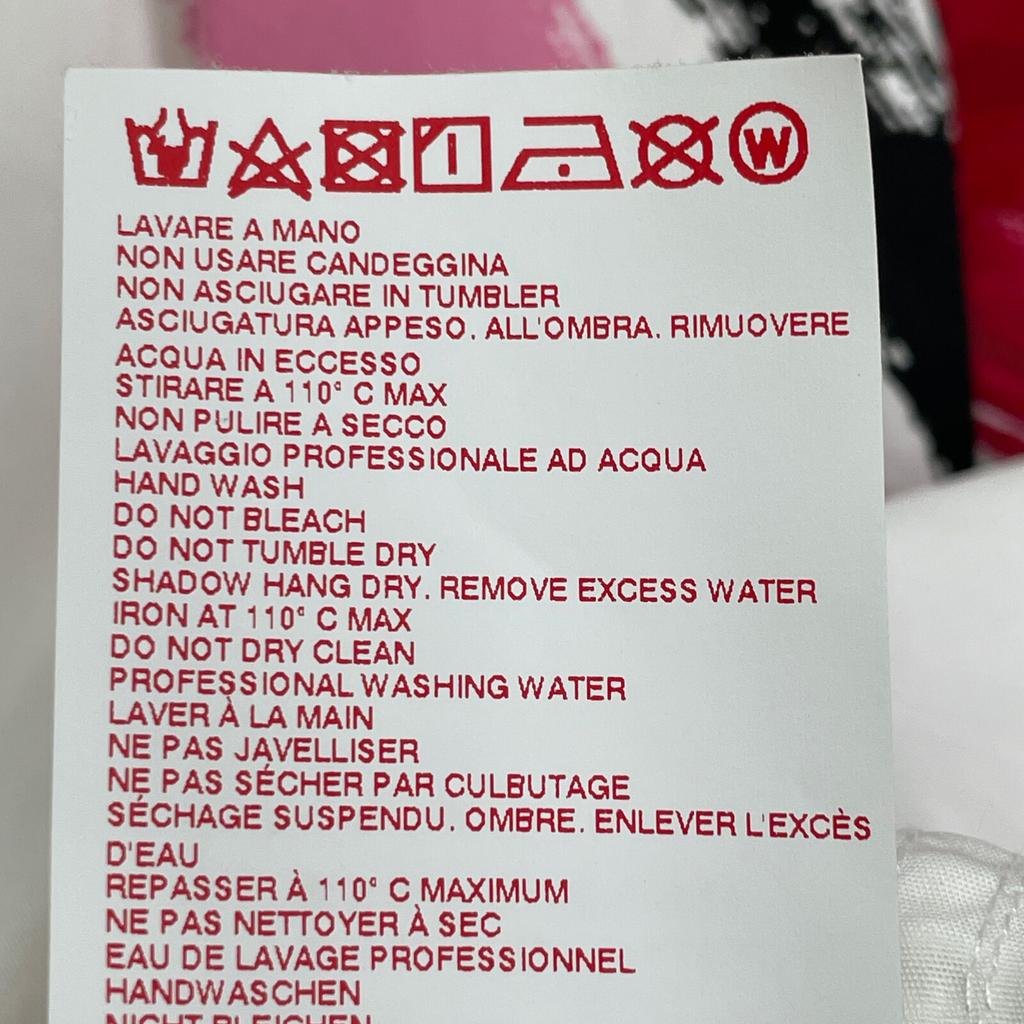 W
LAVARE A MANO
NON USARE CANDEGGINA
NON ASCIUGARE IN TUMBLER
ASCIUGATURA APPESO. ALL'OMBRA. RIMUOVERE
ACQUA IN ECCESSO
STIRARE A 110° C MAX
NON PULIRE A SECCO
LAVAGGIO PROFESSIONALE AD ACQUA
HAND WASH
DO NOT BLEACH
DO NOT TUMBLE DRY
SHADOW HANG DRY. REMOVE EXCESS WATER
IRON AT 110° C MAX
DO NOT DRY CLEAN
PROFESSIONAL WASHING WATER
LAVER À LA MAIN
NE PAS JAVELLISER
NE PAS SÉCHER PAR CULBUTAGE
SÉCHAGE SUSPENDU. OMBRE. ENLEVER L'EXCÈS
D'EAU
REPASSER À 110° C MAXIMUM
NE PAS NETTOYER À SEC
EAU DE LAVAGE PROFESSIONNEL
HANDWASCHEN
NICHT BLEICHEN